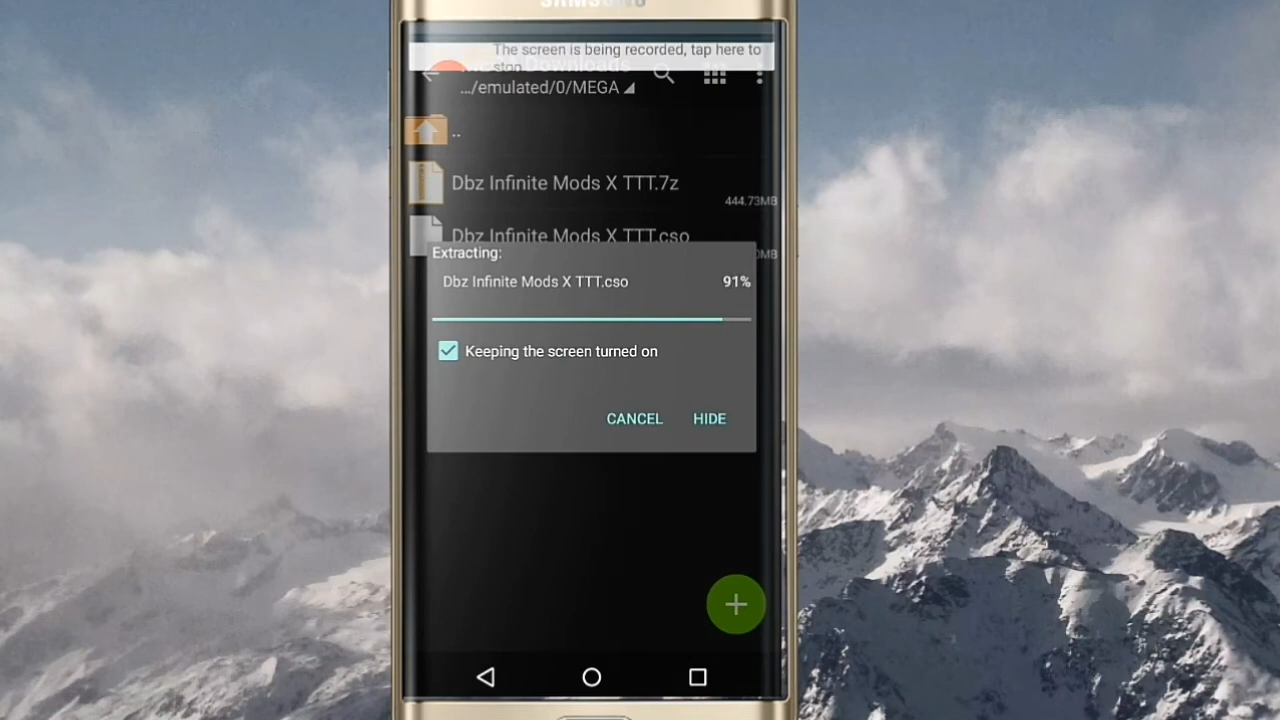 SAMSUNG
The screen is being recorded, tap here to
stop
Downloads
.../emulated/0/MEGA
..
Dbz Infinite Mods X TTT.7z
444.73MB
Dbz Infinite Mods X TTT.cso
0MB
Extracting:
Dbz Infinite Mods X TTT.cso 91%
Keeping the screen turned on
CANCEL HIDE